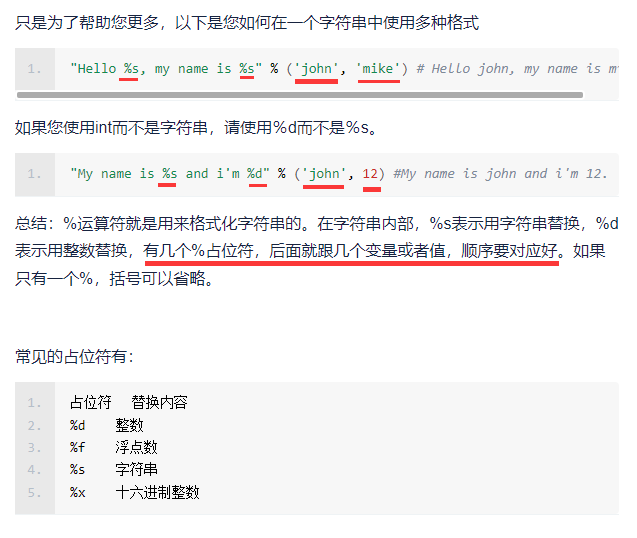 只是为了帮助您更多，以下是您如何在一个字符串中使用多种格式
1. "Hello %s, my name is %s" % ('john', 'mike') # Hello john, my name is m
如果您使用int而不是字符串，请使用%d而不是%s。
1. "My name is %s and i'm %d" % ('john', 12) #My name is john and i'm 12.
总结：%运算符就是用来格式化字符串的。在字符串内部，%s表示用字符串替换，%d
表示用整数替换，有几个%占位符，后面就跟几个变量或者值，顺序要对应好。如果
只有一个%，括号可以省略。
常见的占位符有：
1. 占位符 替换内容
2. %d 整数
3. %f 浮点数
4. %s 字符串
5. %x 十六进制整数